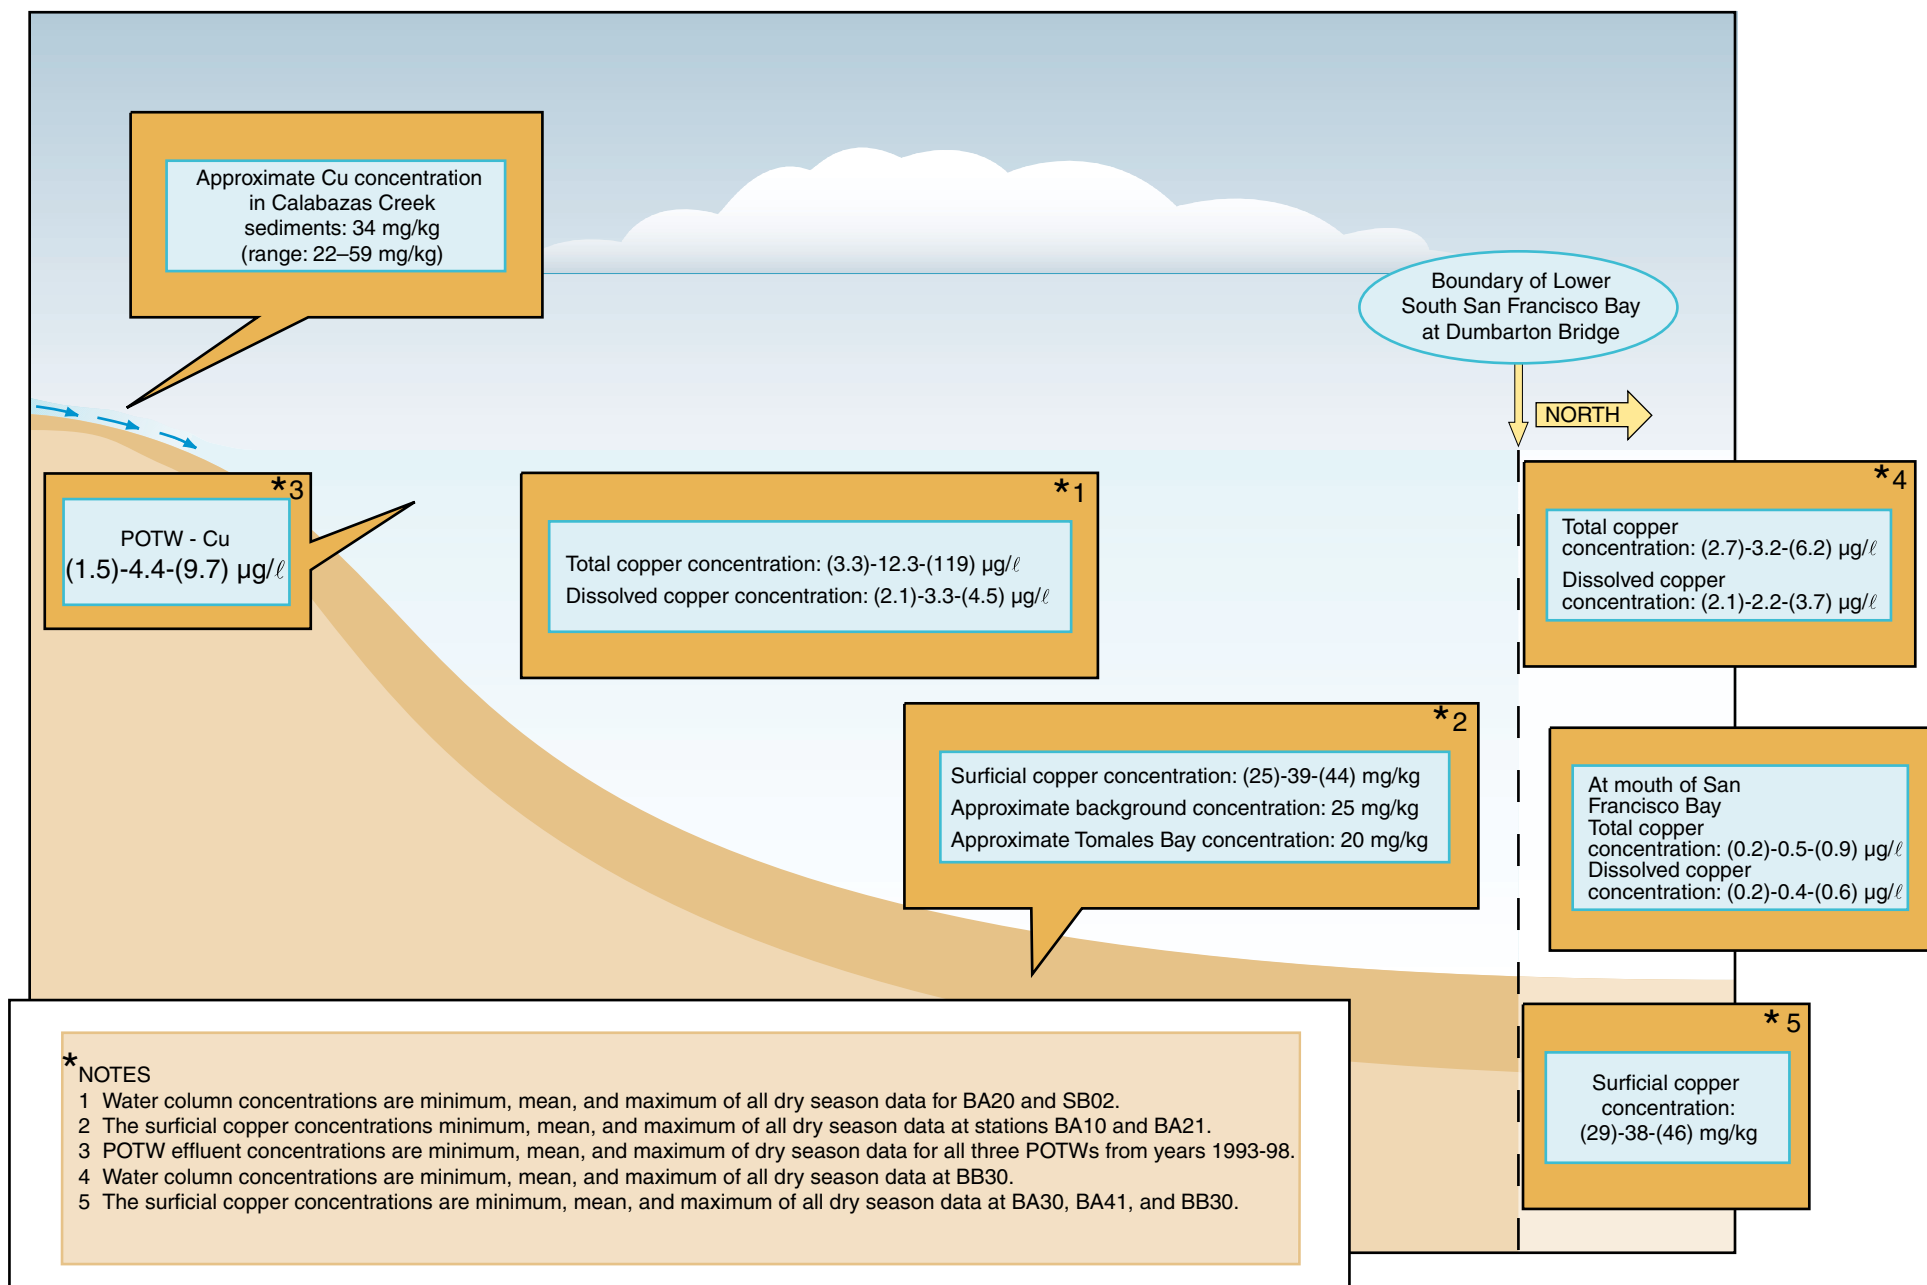 Approximate Cu concentration
in Calabazas Creek
sediments: 34 mg/kg
(range: 22–59 mg/kg)
Boundary of Lower
South San Francisco Bay
at Dumbarton Bridge
NORTH
*3
POTW - Cu
(1.5)-4.4-(9.7) µg/ℓ
*1
Total copper concentration: (3.3)-12.3-(119) µg/ℓ
Dissolved copper concentration: (2.1)-3.3-(4.5) µg/ℓ
*4
Total copper
concentration: (2.7)-3.2-(6.2) µg/ℓ
Dissolved copper
concentration: (2.1)-2.2-(3.7) µg/ℓ
*2
Surficial copper concentration: (25)-39-(44) mg/kg
Approximate background concentration: 25 mg/kg
Approximate Tomales Bay concentration: 20 mg/kg
At mouth of San
Francisco Bay
Total copper
concentration: (0.2)-0.5-(0.9) µg/ℓ
Dissolved copper
concentration: (0.2)-0.4-(0.6) µg/ℓ
*5
Surficial copper
concentration:
(29)-38-(46) mg/kg
*NOTES
1 Water column concentrations are minimum, mean, and maximum of all dry season data for BA20 and SB02.
2 The surficial copper concentrations minimum, mean, and maximum of all dry season data at stations BA10 and BA21.
3 POTW effluent concentrations are minimum, mean, and maximum of dry season data for all three POTWs from years 1993-98.
4 Water column concentrations are minimum, mean, and maximum of all dry season data at BB30.
5 The surficial copper concentrations are minimum, mean, and maximum of all dry season data at BA30, BA41, and BB30.